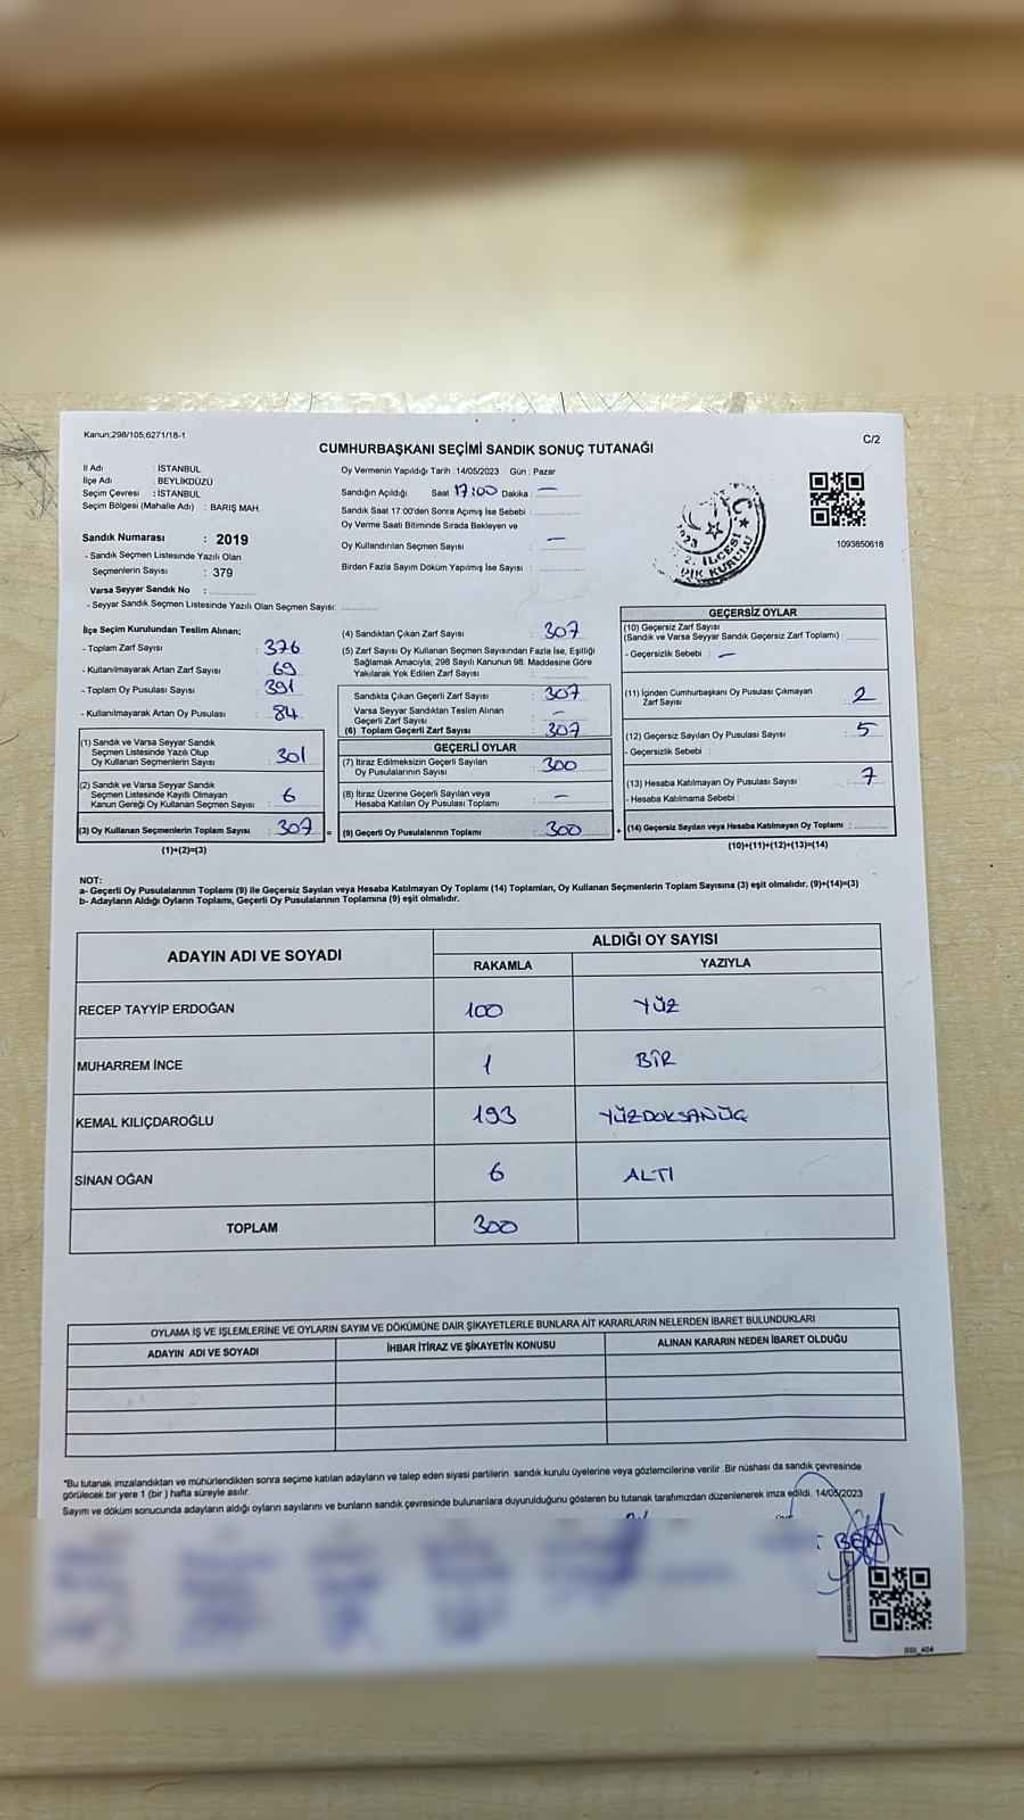 Kanun;298/105;6271/18-1
C/2
CUMHURBAŞKANI SEÇİMİ SANDIK SONUÇ TUTANAĞI
İl Adı : İSTANBUL
İlçe Adı : BEYLİKDÜZÜ
Seçim Çevresi : İSTANBUL
Seçim Bölgesi (Mahalle Adı) : BARIŞ MAH.
Sandık Numarası : 2019
- Sandık Seçmen Listesinde Yazılı Olan
Seçmenlerin Sayısı : 379
Varsa Seyyar Sandık No :
- Seyyar Sandık Seçmen Listesinde Yazılı Olan Seçmen Sayısı:
Oy Vermenin Yapıldığı Tarih :14/05/2023 Gün : Pazar
Sandığın Açıldığı Saat 17:00 Dakika : —
Sandık Saat 17:00'den Sonra Açılmış İse Sebebi :
Oy Verme Saati Bitiminde Sırada Bekleyen ve
Oy Kullandırılan Seçmen Sayısı : —
Birden Fazla Sayım Döküm Yapılmış İse Sayısı :
2. İLÇESİ
1093850618
İlçe Seçim Kurulundan Teslim Alınan;
- Toplam Zarf Sayısı : 376
- Kullanılmayarak Artan Zarf Sayısı : 69
- Toplam Oy Pusulası Sayısı : 391
- Kullanılmayarak Artan Oy Pusulası : 84
(1) Sandık ve Varsa Seyyar Sandık
Seçmen Listesinde Yazılı Olup
Oy Kullanan Seçmenlerin Sayısı : 301
(2) Sandık ve Varsa Seyyar Sandık
Seçmen Listesinde Kayıtlı Olmayan
Kanun Gereği Oy Kullanan Seçmen Sayısı : 6
(3) Oy Kullanan Seçmenlerin Toplam Sayısı : 307 =
(1)+(2)=(3)
(4) Sandıktan Çıkan Zarf Sayısı : 307
(5) Zarf Sayısı Oy Kullanan Seçmen Sayısından Fazla İse, Eşitliği
Sağlamak Amacıyla, 298 Sayılı Kanunun 98. Maddesine Göre
Yakılarak Yok Edilen Zarf Sayısı :
Sandıkta Çıkan Geçerli Zarf Sayısı : 307
Varsa Seyyar Sandıktan Teslim Alınan
Geçerli Zarf Sayısı : —
(6) Toplam Geçerli Zarf Sayısı : 307
GEÇERLİ OYLAR
(7) İtiraz Edilmeksizin Geçerli Sayılan
Oy Pusulalarının Sayısı : 300
(8) İtiraz Üzerine Geçerli Sayılan veya
Hesaba Katılan Oy Pusulası Toplamı : —
(9) Geçerli Oy Pusulalarının Toplamı : 300 +
GEÇERSİZ OYLAR
(10) Geçersiz Zarf Sayısı
(Sandık ve Varsa Seyyar Sandık Geçersiz Zarf Toplamı) :
- Geçersizlik Sebebi : —
(11) İçinden Cumhurbaşkanı Oy Pusulası Çıkmayan
Zarf Sayısı : 2
(12) Geçersiz Sayılan Oy Pusulası Sayısı : 5
- Geçersizlik Sebebi :
(13) Hesaba Katılmayan Oy Pusulası Sayısı : 7
- Hesaba Katılmama Sebebi :
(14) Geçersiz Sayılan veya Hesaba Katılmayan Oy Toplamı :
(10)+(11)+(12)+(13)=(14)
NOT:
a- Geçerli Oy Pusulalarının Toplamı (9) ile Geçersiz Sayılan veya Hesaba Katılmayan Oy Toplamı (14) Toplamları, Oy Kullanan Seçmenlerin Toplam Sayısına (3) eşit olmalıdır. (9)+(14)=(3)
b- Adayların Aldığı Oyların Toplamı, Geçerli Oy Pusulalarının Toplamına (9) eşit olmalıdır.
ADAYIN ADI VE SOYADI
ALDIĞI OY SAYISI
RAKAMLA YAZIYLA
RECEP TAYYİP ERDOĞAN 100 YÜZ
MUHARREM İNCE 1 BİR
KEMAL KILIÇDAROĞLU 193 YÜZDOKSANÜÇ
SİNAN OĞAN 6 ALTI
TOPLAM 300
OYLAMA İŞ VE İŞLEMLERİNE VE OYLARIN SAYIM VE DÖKÜMÜNE DAİR ŞİKAYETLERLE BUNLARA AİT KARARLARIN NELERDEN İBARET BULUNDUKLARI
ADAYIN ADI VE SOYADI İHBAR İTİRAZ VE ŞİKAYETİN KONUSU ALINAN KARARIN NEDEN İBARET OLDUĞU
"Bu tutanak imzalandıktan ve mühürlendikten sonra seçime katılan adayların ve talep eden siyasi partilerin sandık kurulu üyelerine veya gözlemcilerine verilir. Bir nüshası da sandık çevresinde
görülecek bir yere 1 (bir ) hafta süreyle asılır.
Sayım ve döküm sonucunda adayların aldığı oyların sayılarını ve bunların sandık çevresinde bulunanlara duyurulduğunu gösteren bu tutanak tarafımızdan düzenlenerek imza edildi. 14/05/2023